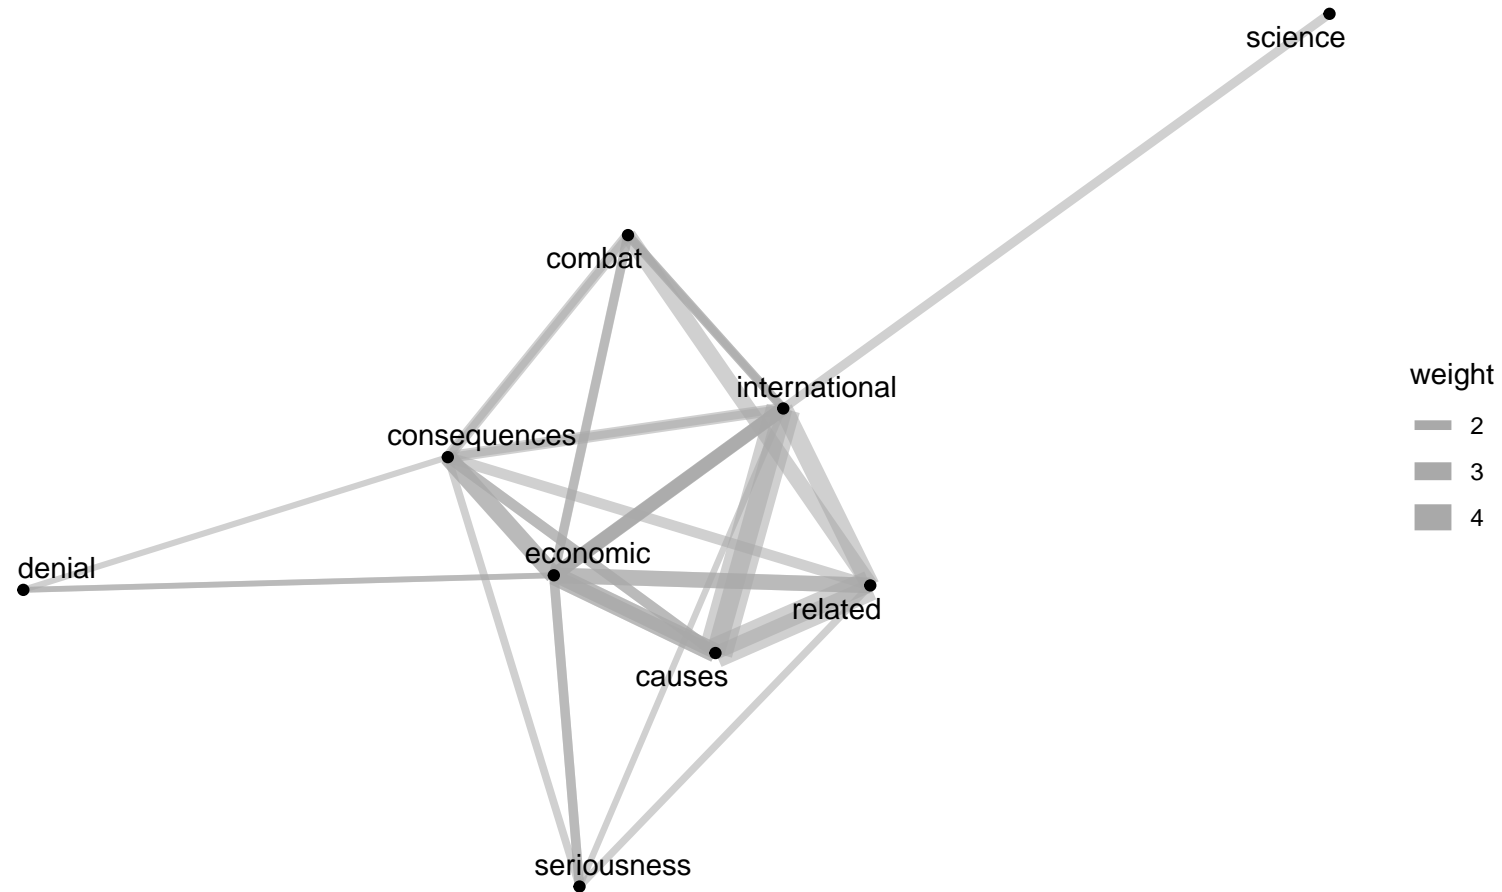 science
combat
international
weight
consequences
2
3
4
economic
denial
related
causes
seriousness